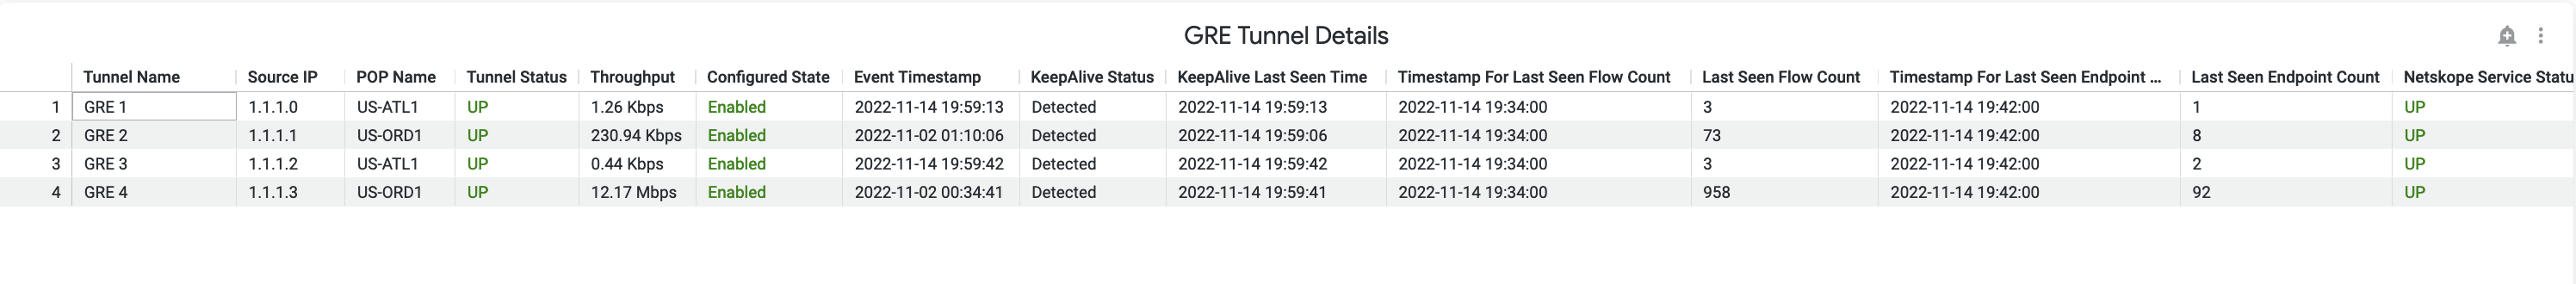 GRE Tunnel Details
Tunnel Name Source IP POP Name Tunnel Status Throughput Configured State Event Timestamp KeepAlive Status KeepAlive Last Seen Time Timestamp For Last Seen Flow Count Last Seen Flow Count Timestamp For Last Seen Endpoint ... Last Seen Endpoint Count Netskope Service Statu
1 GRE 1 1.1.1.0 US-ATL1 UP 1.26 Kbps Enabled 2022-11-14 19:59:13 Detected 2022-11-14 19:59:13 2022-11-14 19:34:00 3 2022-11-14 19:42:00 1 UP
2 GRE 2 1.1.1.1 US-ORD1 UP 230.94 Kbps Enabled 2022-11-02 01:10:06 Detected 2022-11-14 19:59:06 2022-11-14 19:34:00 73 2022-11-14 19:42:00 8 UP
3 GRE 3 1.1.1.2 US-ATL1 UP 0.44 Kbps Enabled 2022-11-14 19:59:42 Detected 2022-11-14 19:59:42 2022-11-14 19:34:00 3 2022-11-14 19:42:00 2 UP
4 GRE 4 1.1.1.3 US-ORD1 UP 12.17 Mbps Enabled 2022-11-02 00:34:41 Detected 2022-11-14 19:59:41 2022-11-14 19:34:00 958 2022-11-14 19:42:00 92 UP